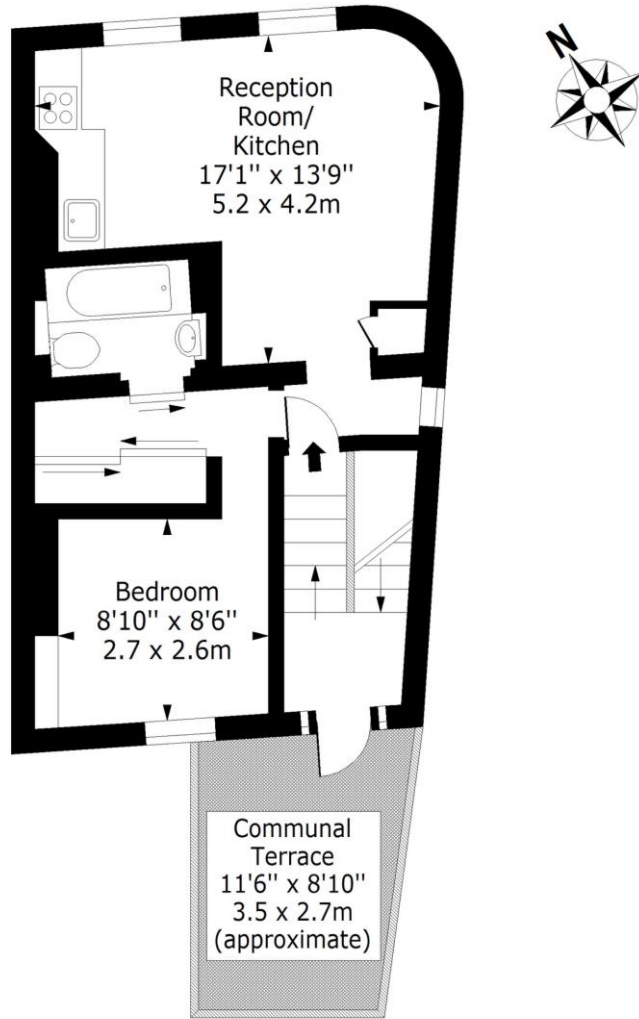 N
Reception
Room/
Kitchen
17'1" x 13'9"
5.2 x 4.2m
Bedroom
8'10" x 8'6"
2.7 x 2.6m
Communal
Terrace
11'6" x 8'10"
3.5 x 2.7m
(approximate)